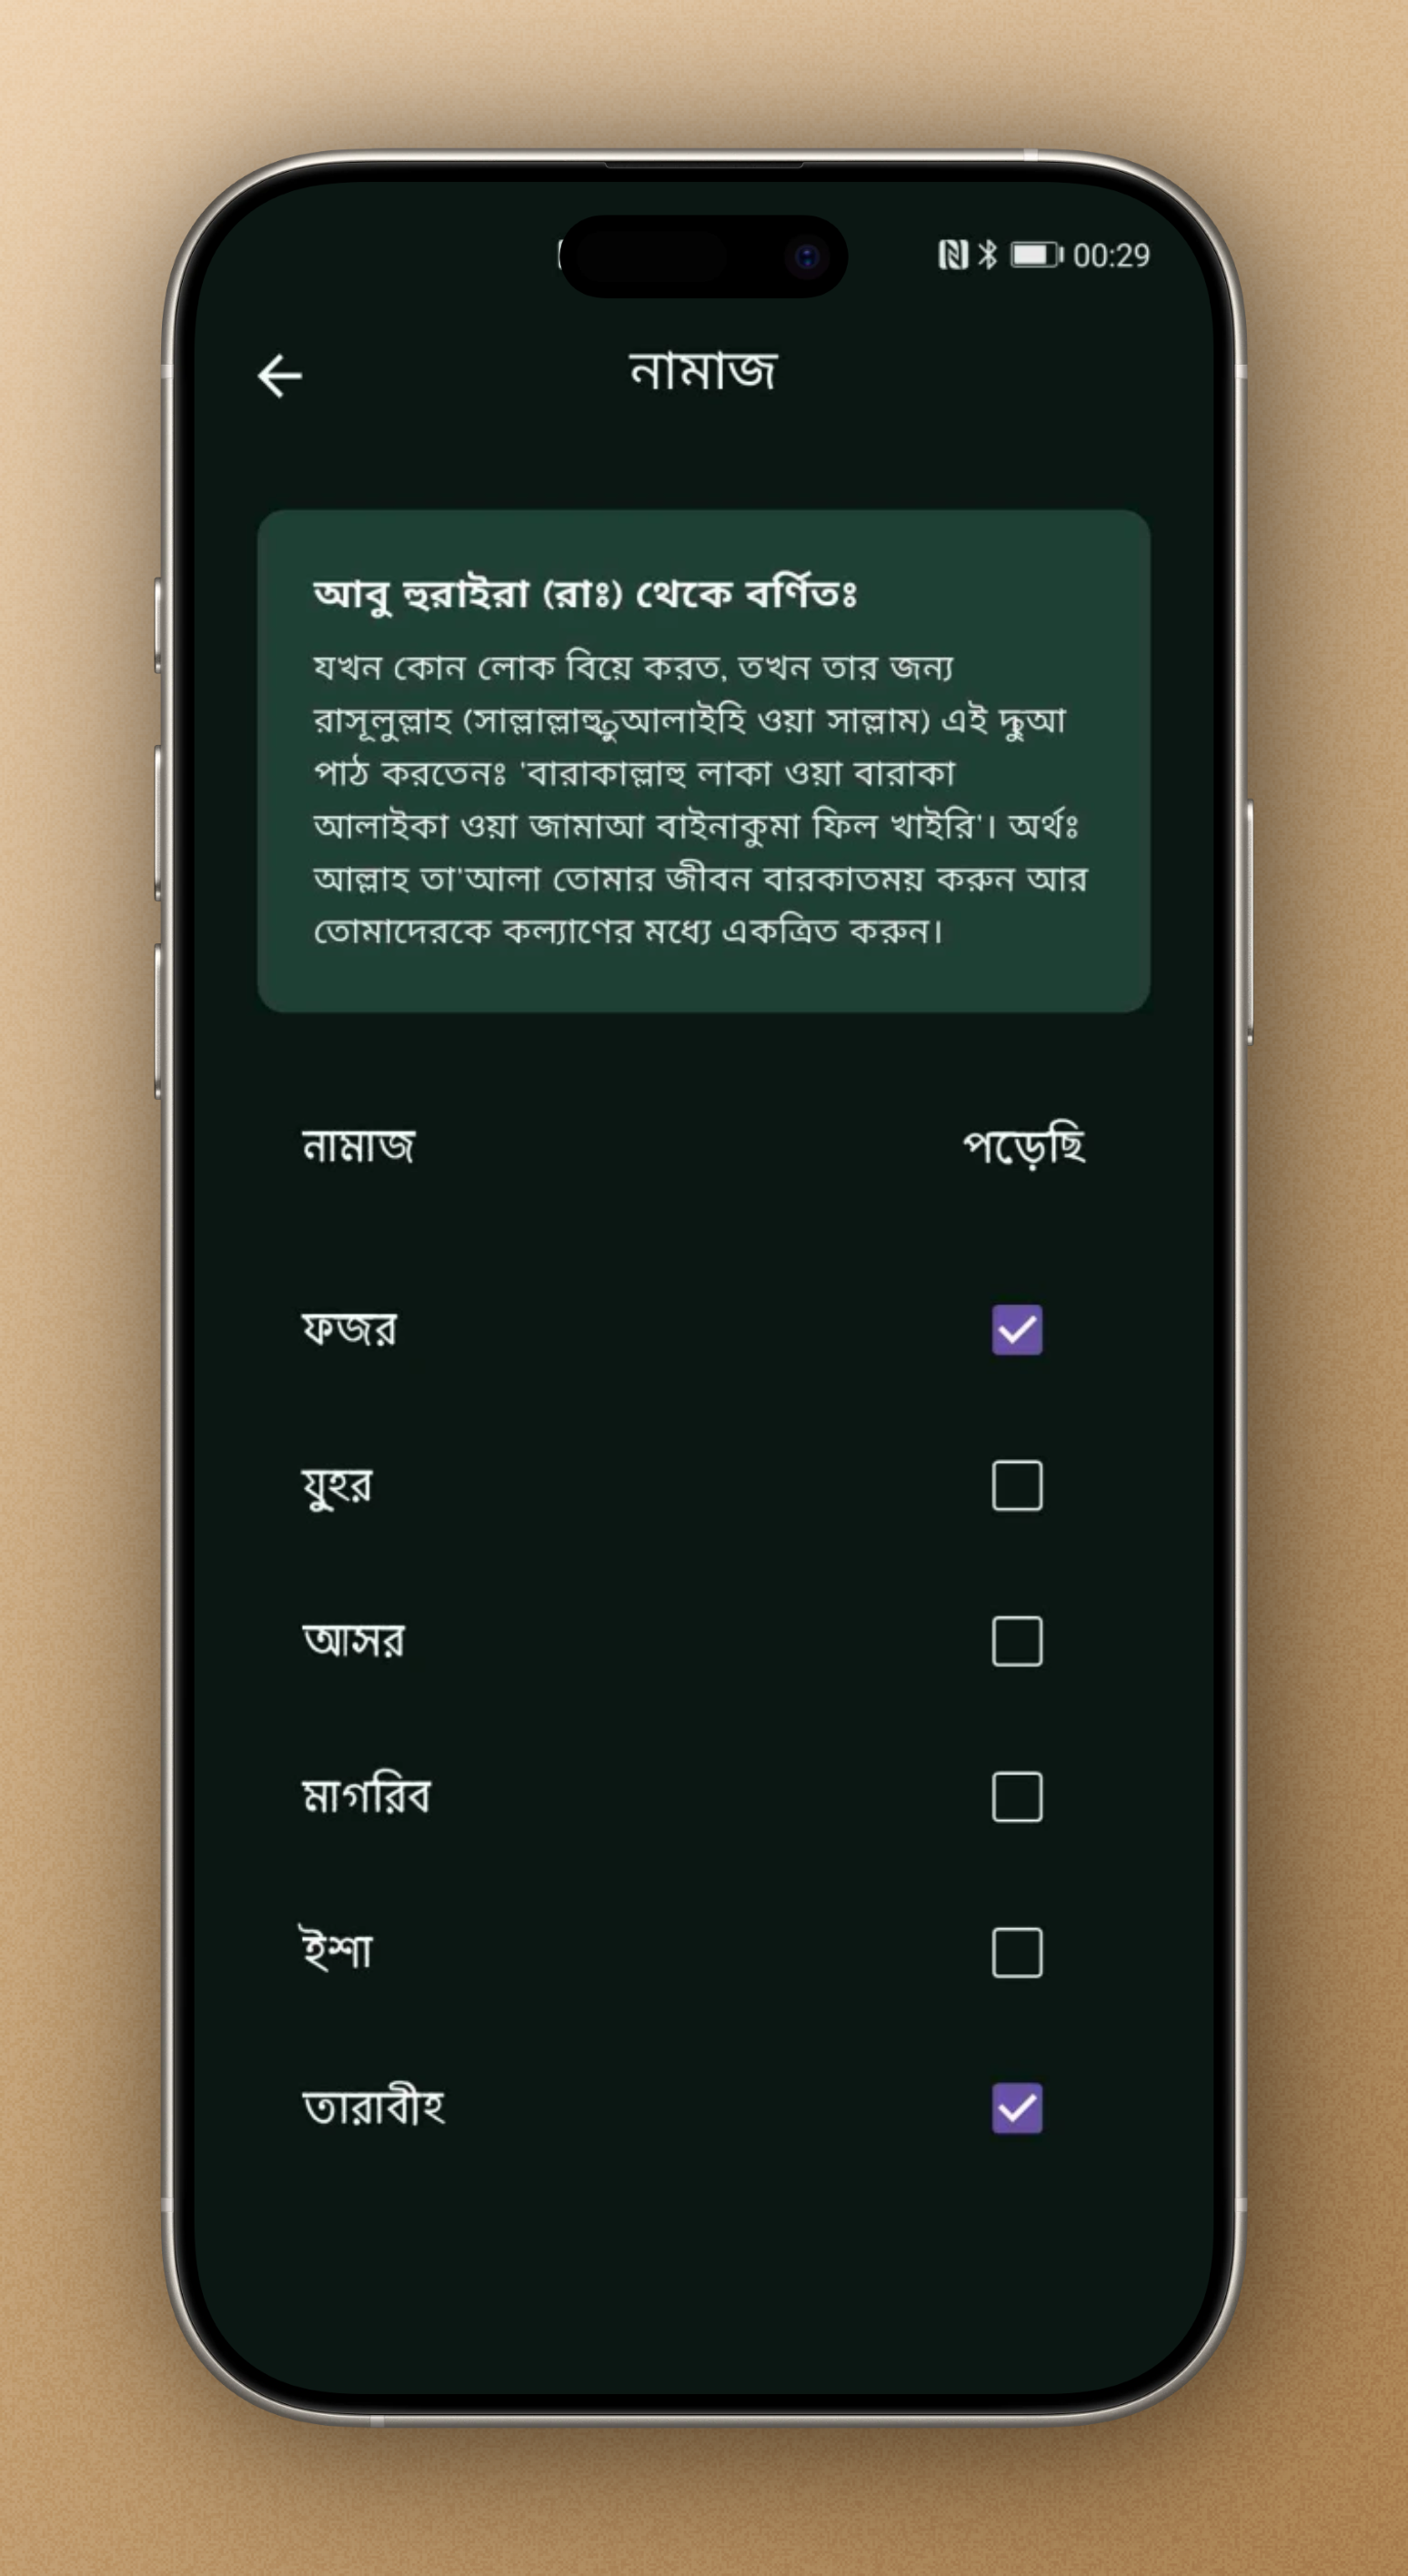 00:29
নামাজ
আবু হুরাইরা (রাঃ) থেকে বর্ণিতঃ
যখন কোন লোক বিয়ে করত, তখন তার জন্য
রাসূলুল্লাহ (সাল্লাল্লাহুুআলাইহি ওয়া সাল্লাম) এই দুুআ
পাঠ করতেনঃ 'বারাকাল্লাহু লাকা ওয়া বারাকা
আলাইকা ওয়া জামাআ বাইনাকুমা ফিল খাইরি'। অর্থঃ
আল্লাহ তা'আলা তোমার জীবন বারকাতময় করুন আর
তোমাদেরকে কল্যাণের মধ্যে একত্রিত করুন।
নামাজ পড়েছি
ফজর
যুহর
আসর
মাগরিব
ইশা
তারাবীহ